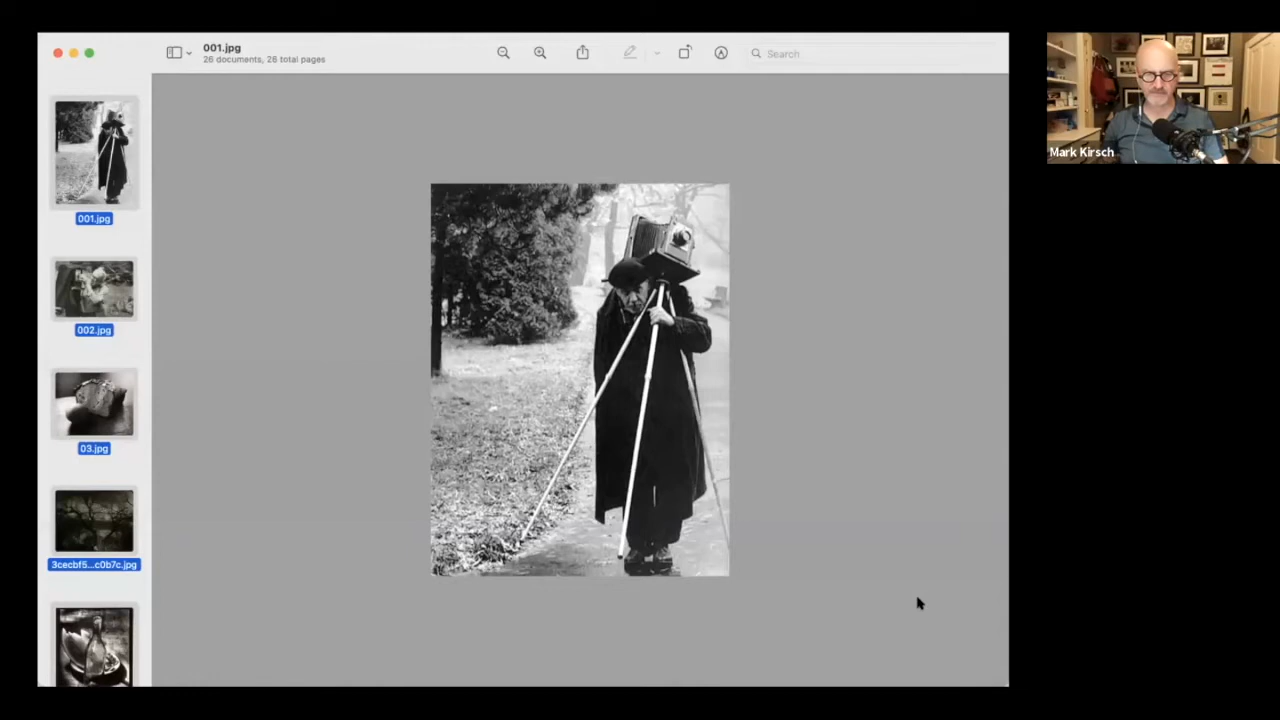 001.jpg
26 documents, 26 total pages
Search
001.jpg
002.jpg
03.jpg
3cecbf5...c0b7c.jpg
Mark Kirsch